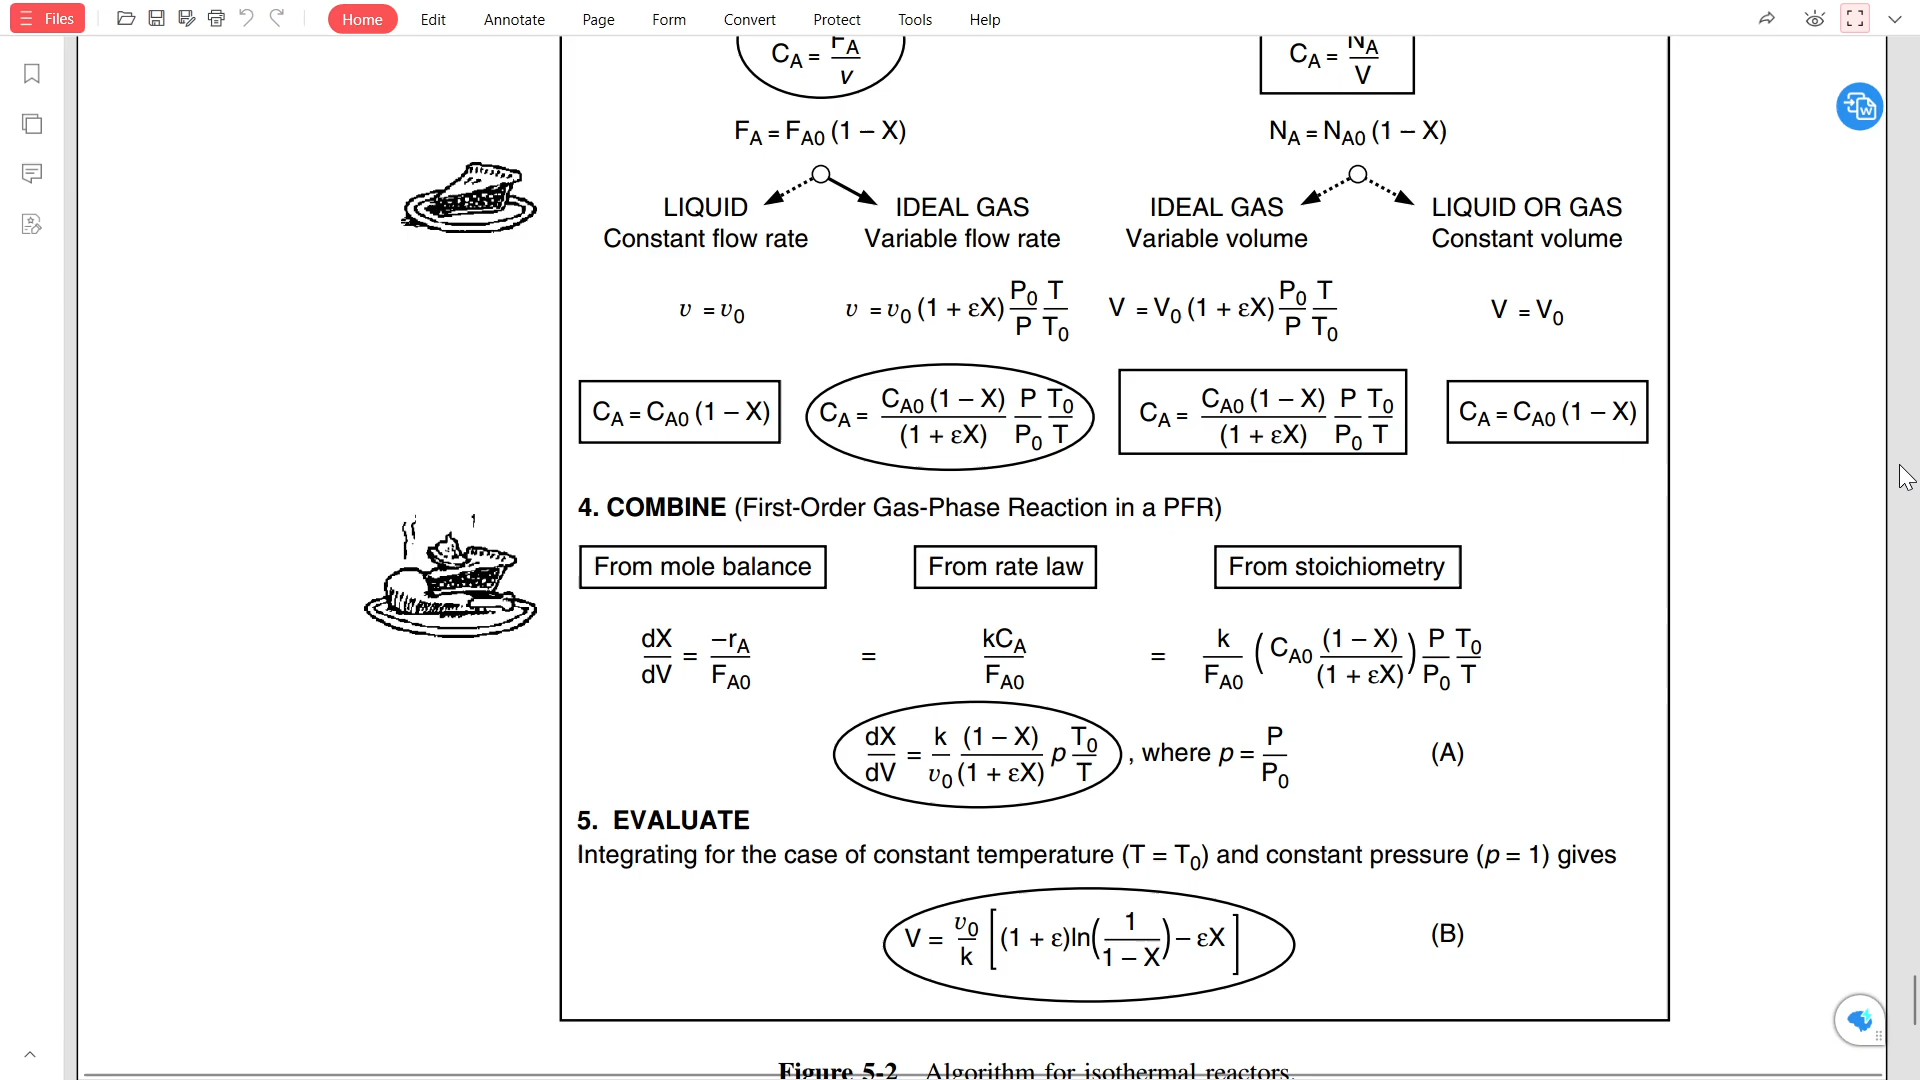 Files Home Edit Annotate Page Form Convert Protect Tools Help
C_A = F_A / v
C_A = N_A / V
F_A = F_A0 (1 – X)
N_A = N_A0 (1 – X)
LIQUID
Constant flow rate
IDEAL GAS
Variable flow rate
IDEAL GAS
Variable volume
LIQUID OR GAS
Constant volume
υ = υ_0
υ = υ_0 (1 + εX) P_0/P T/T_0
V = V_0 (1 + εX) P_0/P T/T_0
V = V_0
C_A = C_A0 (1 – X)
C_A = C_A0 (1 – X)/(1 + εX) P/P_0 T_0/T
C_A = C_A0 (1 – X)/(1 + εX) P/P_0 T_0/T
C_A = C_A0 (1 – X)
4. COMBINE (First-Order Gas-Phase Reaction in a PFR)
From mole balance
From rate law
From stoichiometry
dX/dV = –r_A/F_A0 = kC_A/F_A0 = k/F_A0 (C_A0 (1 – X)/(1 + εX)) P/P_0 T_0/T
dX/dV = k/υ_0 (1 – X)/(1 + εX) p T_0/T , where p = P/P_0 (A)
5. EVALUATE
Integrating for the case of constant temperature (T = T_0) and constant pressure (p = 1) gives
V = υ_0/k [(1 + ε)ln(1/(1 – X)) – εX] (B)
Figure 5-2 Algorithm for isothermal reactors.